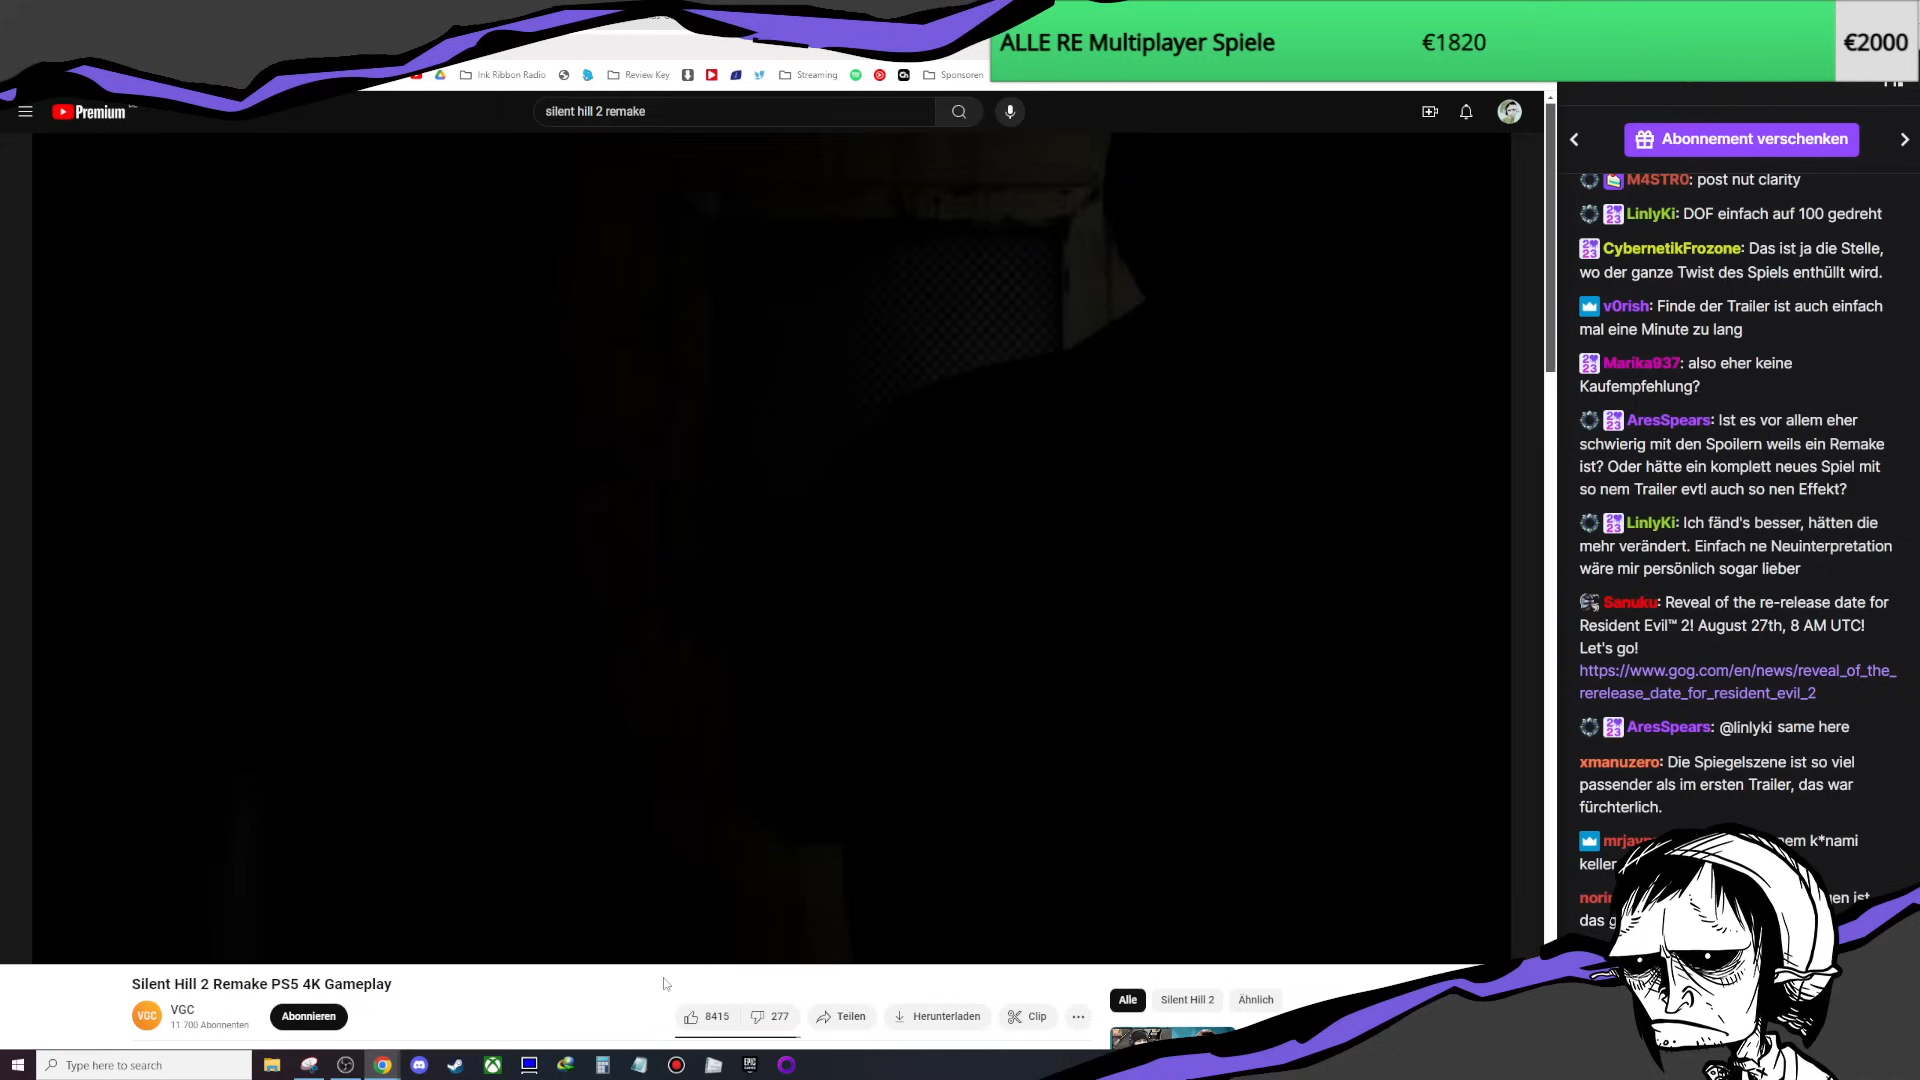 ALLE RE Multiplayer Spiele €1820 €2000
Ink Ribbon Radio Review Key Streaming Sponsoren
Premium silent hill 2 remake
Abonnement verschenken
M4STR0: post nut clarity
LinlyKi: DOF einfach auf 100 gedreht
CybernetikFrozone: Das ist ja die Stelle,
wo der ganze Twist des Spiels enthüllt wird.
v0rish: Finde der Trailer ist auch einfach
mal eine Minute zu lang
Marika937: also eher keine
Kaufempfehlung?
AresSpears: Ist es vor allem eher
schwierig mit den Spoilern weils ein Remake
ist? Oder hätte ein komplett neues Spiel mit
so nem Trailer evtl auch so nen Effekt?
LinlyKi: Ich fänd's besser, hätten die
mehr verändert. Einfach ne Neuinterpretation
wäre mir persönlich sogar lieber
Sanuku: Reveal of the re-release date for
Resident Evil™ 2! August 27th, 8 AM UTC!
Let's go!
https://www.gog.com/en/news/reveal_of_the_
rerelease_date_for_resident_evil_2
AresSpears: @linlyki same here
xmanuzero: Die Spiegelszene ist so viel
passender als im ersten Trailer, das war
fürchterlich.
k*nami
das
Silent Hill 2 Remake PS5 4K Gameplay
VGC VGC
11.700 Abonnenten
Abonnieren
8415 277 Teilen Herunterladen Clip
Alle Silent Hill 2 Ähnlich
Type here to search